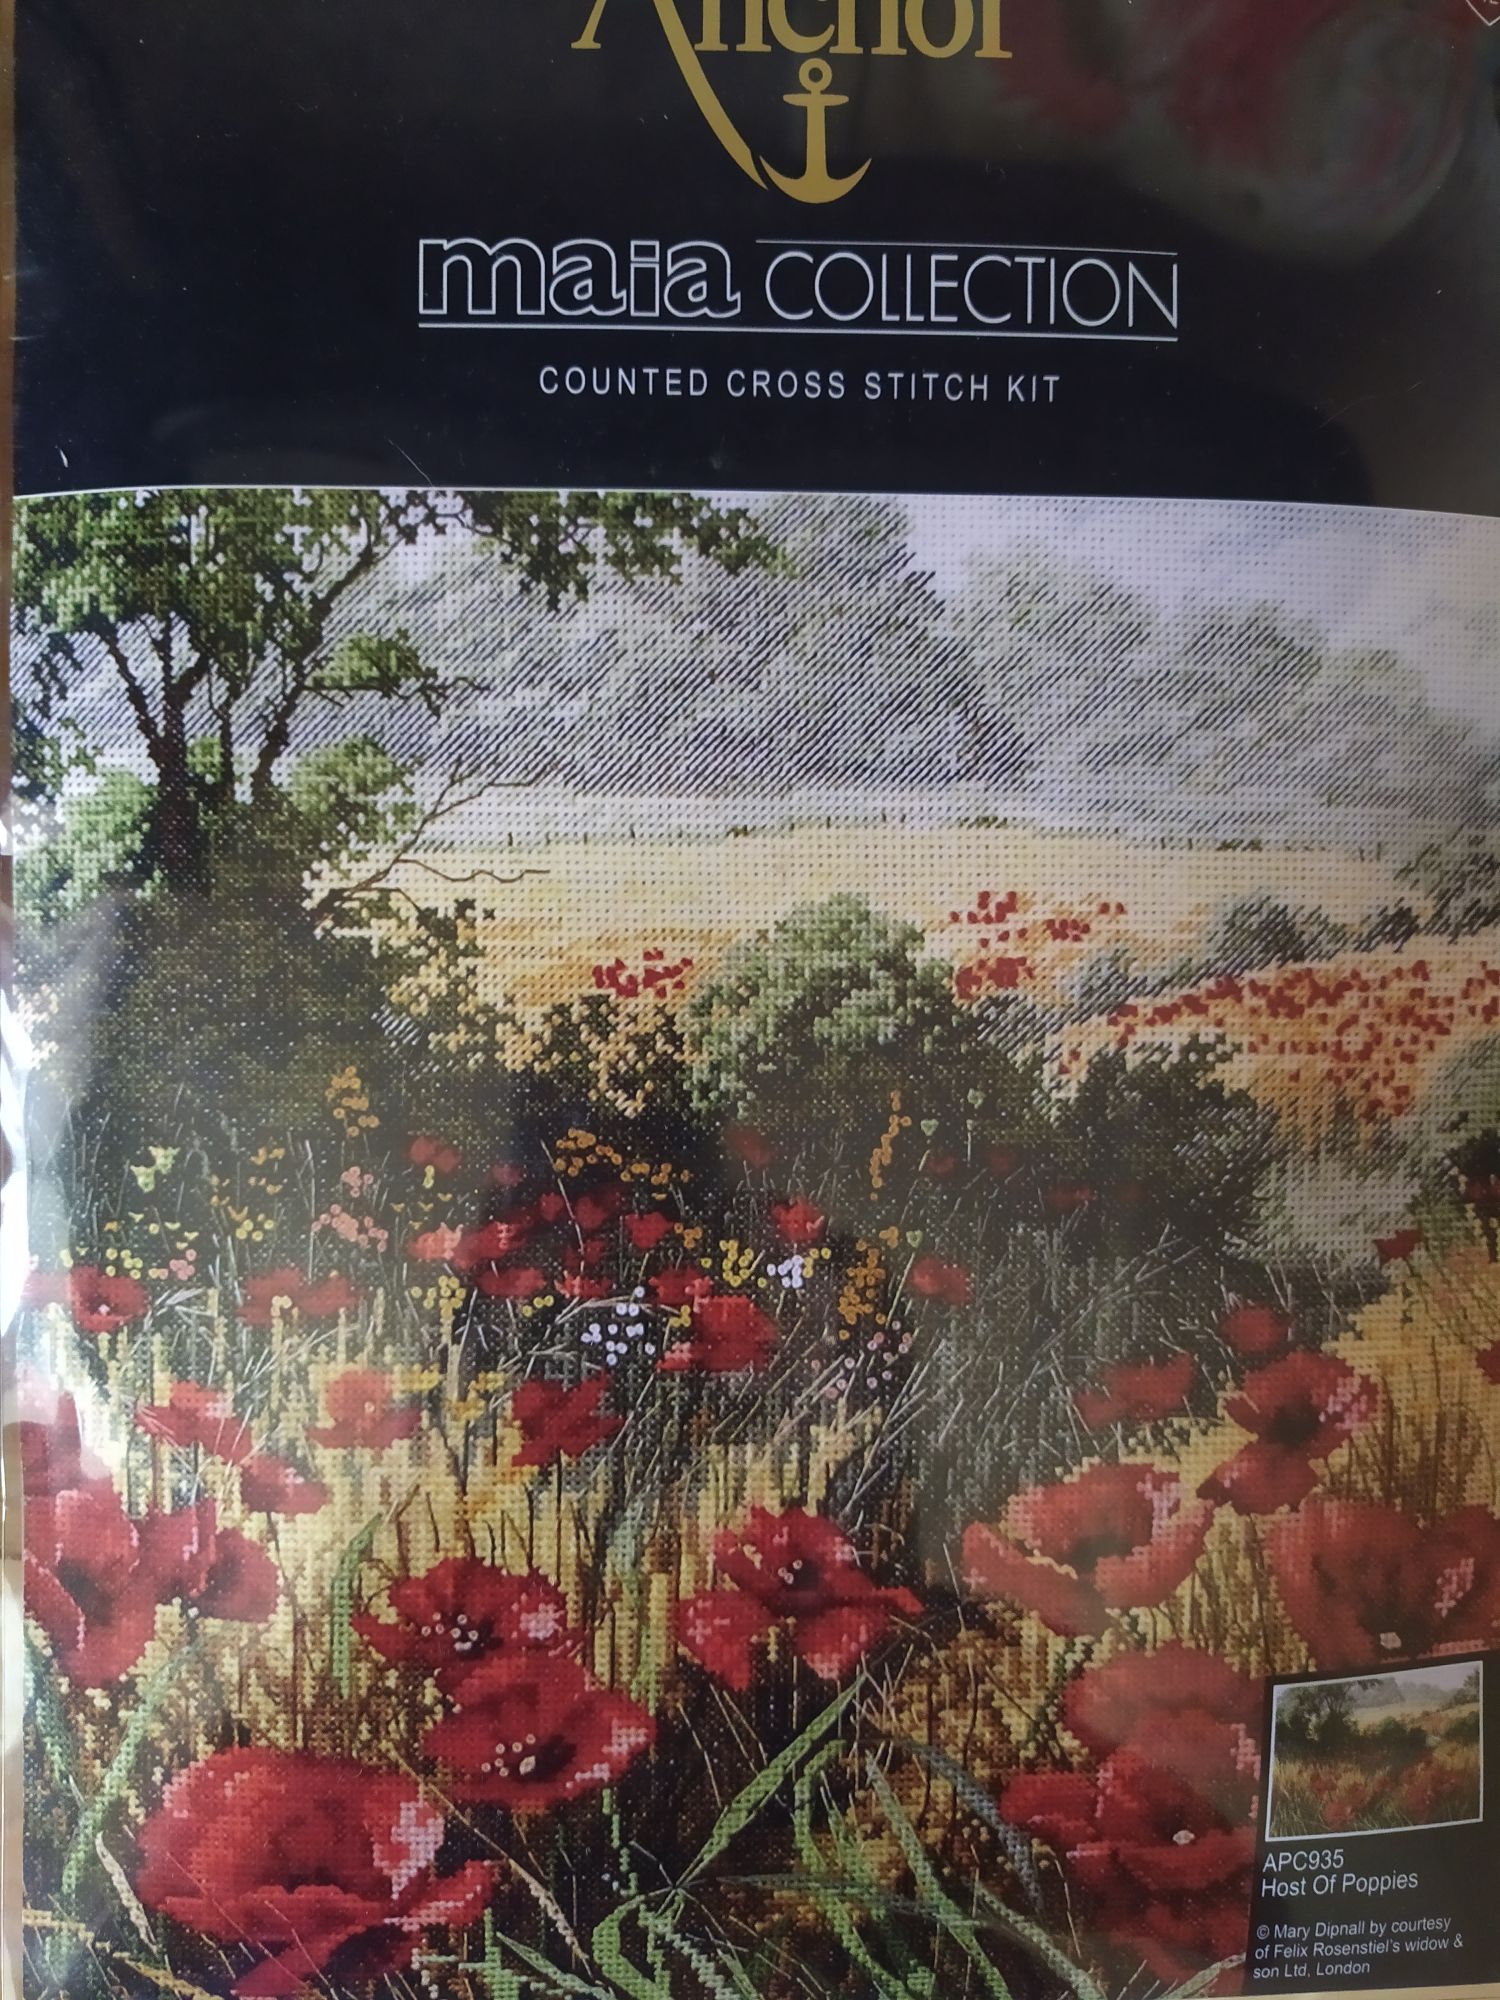 Anchor
maia COLLECTION
COUNTED CROSS STITCH KIT
APC935
Host Of Poppies
© Mary Dipnall by courtesy
of Felix Rosenstiel's widow &
son Ltd, London